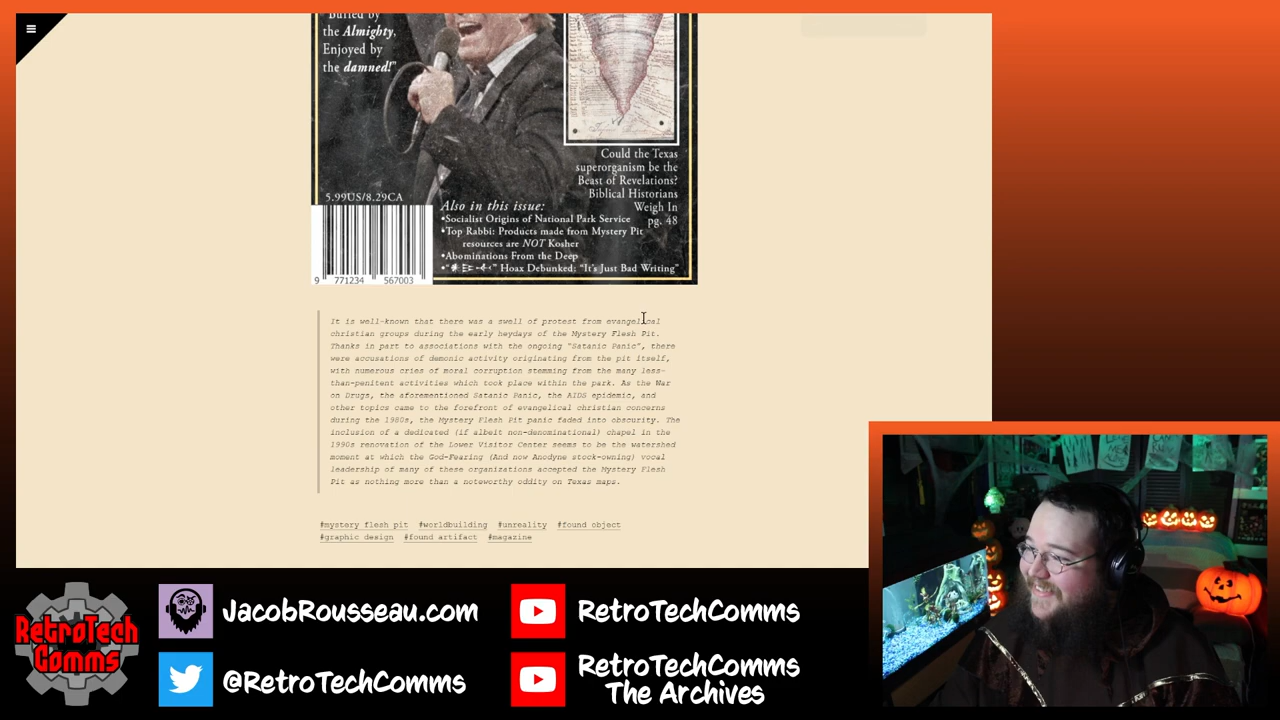 "Buried by
the Almighty,
Enjoyed by
the damned!"
Could the Texas
superorganism be the
Beast of Revelations?
Biblical Historians
Weigh In
pg. 48
5.99US/8.29CA
Also in this issue:
•Socialist Origins of National Park Service
•Top Rabbi: Products made from Mystery Pit
resources are NOT Kosher
•Abominations From the Deep
Hoax Debunked: "It's Just Bad Writing"
9 771234 567003
It is well-known that there was a swell of protest from evangelical
christian groups during the early heydays of the Mystery Flesh Pit.
Thanks in part to associations with the ongoing "Satanic Panic", there
were accusations of demonic activity originating from the pit itself,
with numerous cries of moral corruption stemming from the many less-
than-penitent activities which took place within the park. As the War
on Drugs, the aforementioned Satanic Panic, the AIDS epidemic, and
other topics came to the forefront of evangelical christian concerns
during the 1980s, the Mystery Flesh Pit panic faded into obscurity. The
inclusion of a dedicated (if albeit non-denominational) chapel in the
1990s renovation of the Lower Visitor Center seems to be the watershed
moment at which the God-Fearing (And now Anodyne stock-owning) vocal
leadership of many of these organizations accepted the Mystery Flesh
Pit as nothing more than a noteworthy oddity on Texas maps.
#mystery flesh pit #worldbuilding #unreality #found object
#graphic design #found artifact #magazine
RetroTech
Comms
JacobRousseau.com
RetroTechComms
@RetroTechComms
RetroTechComms
The Archives